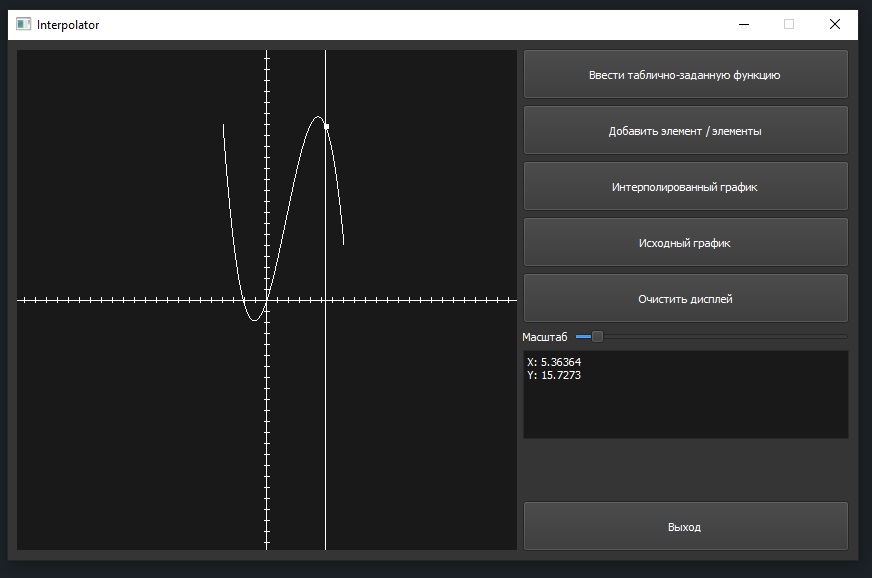 Interpolator
Ввести таблично-заданную функцию
Добавить элемент / элементы
Интерполированный график
Исходный график
Очистить дисплей
Масштаб
X: 5.36364
Y: 15.7273
Выход